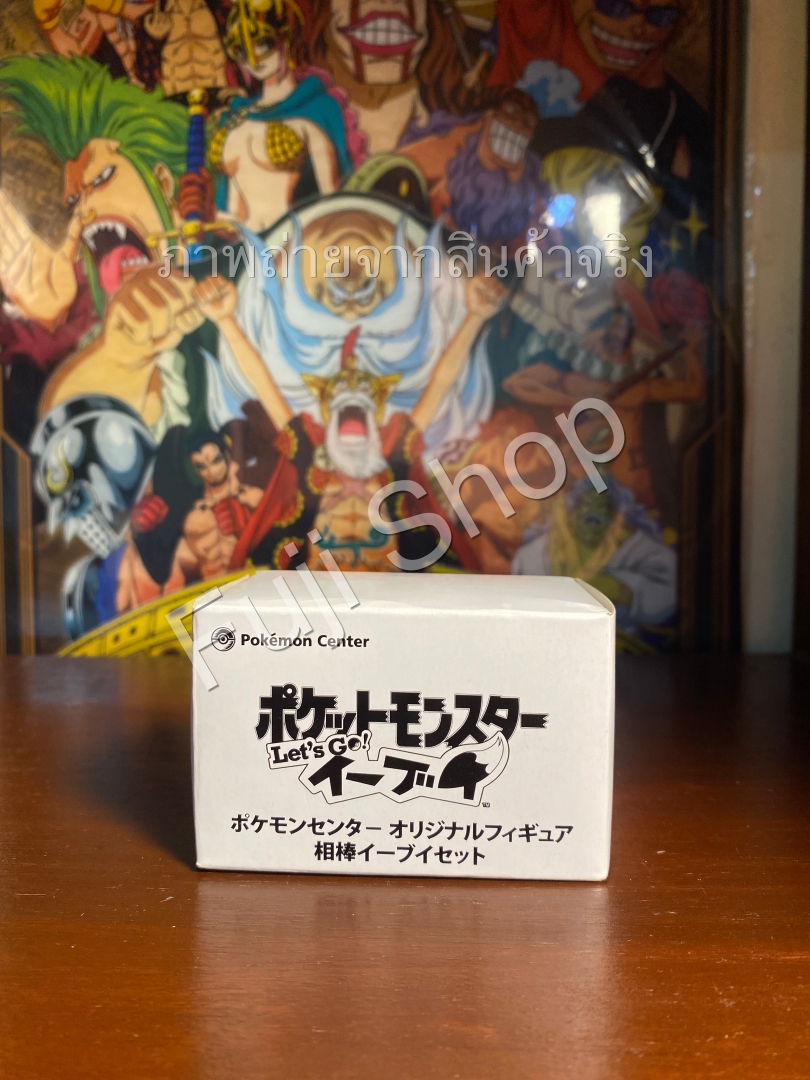 ภาพถ่ายจากสินค้าจริง
Fuji Shop
Pokémon Center
ポケットモンスター
Let's Go!
イーブイ
TM
ポケモンセンター オリジナルフィギュア
相棒イーブイセット